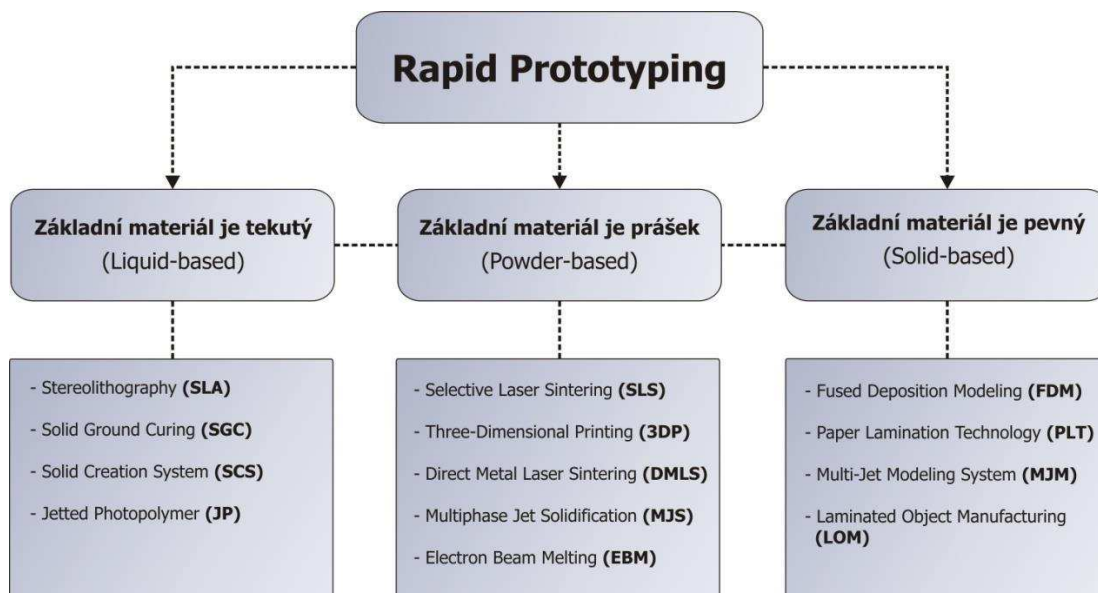 Rapid Prototyping
Základní materiál je tekutý
(Liquid-based)
Základní materiál je prášek
(Powder-based)
Základní materiál je pevný
(Solid-based)
- Stereolithography (SLA)
- Solid Ground Curing (SGC)
- Solid Creation System (SCS)
- Jetted Photopolymer (JP)
- Selective Laser Sintering (SLS)
- Three-Dimensional Printing (3DP)
- Direct Metal Laser Sintering (DMLS)
- Multiphase Jet Solidification (MJS)
- Electron Beam Melting (EBM)
- Fused Deposition Modeling (FDM)
- Paper Lamination Technology (PLT)
- Multi-Jet Modeling System (MJM)
- Laminated Object Manufacturing
(LOM)